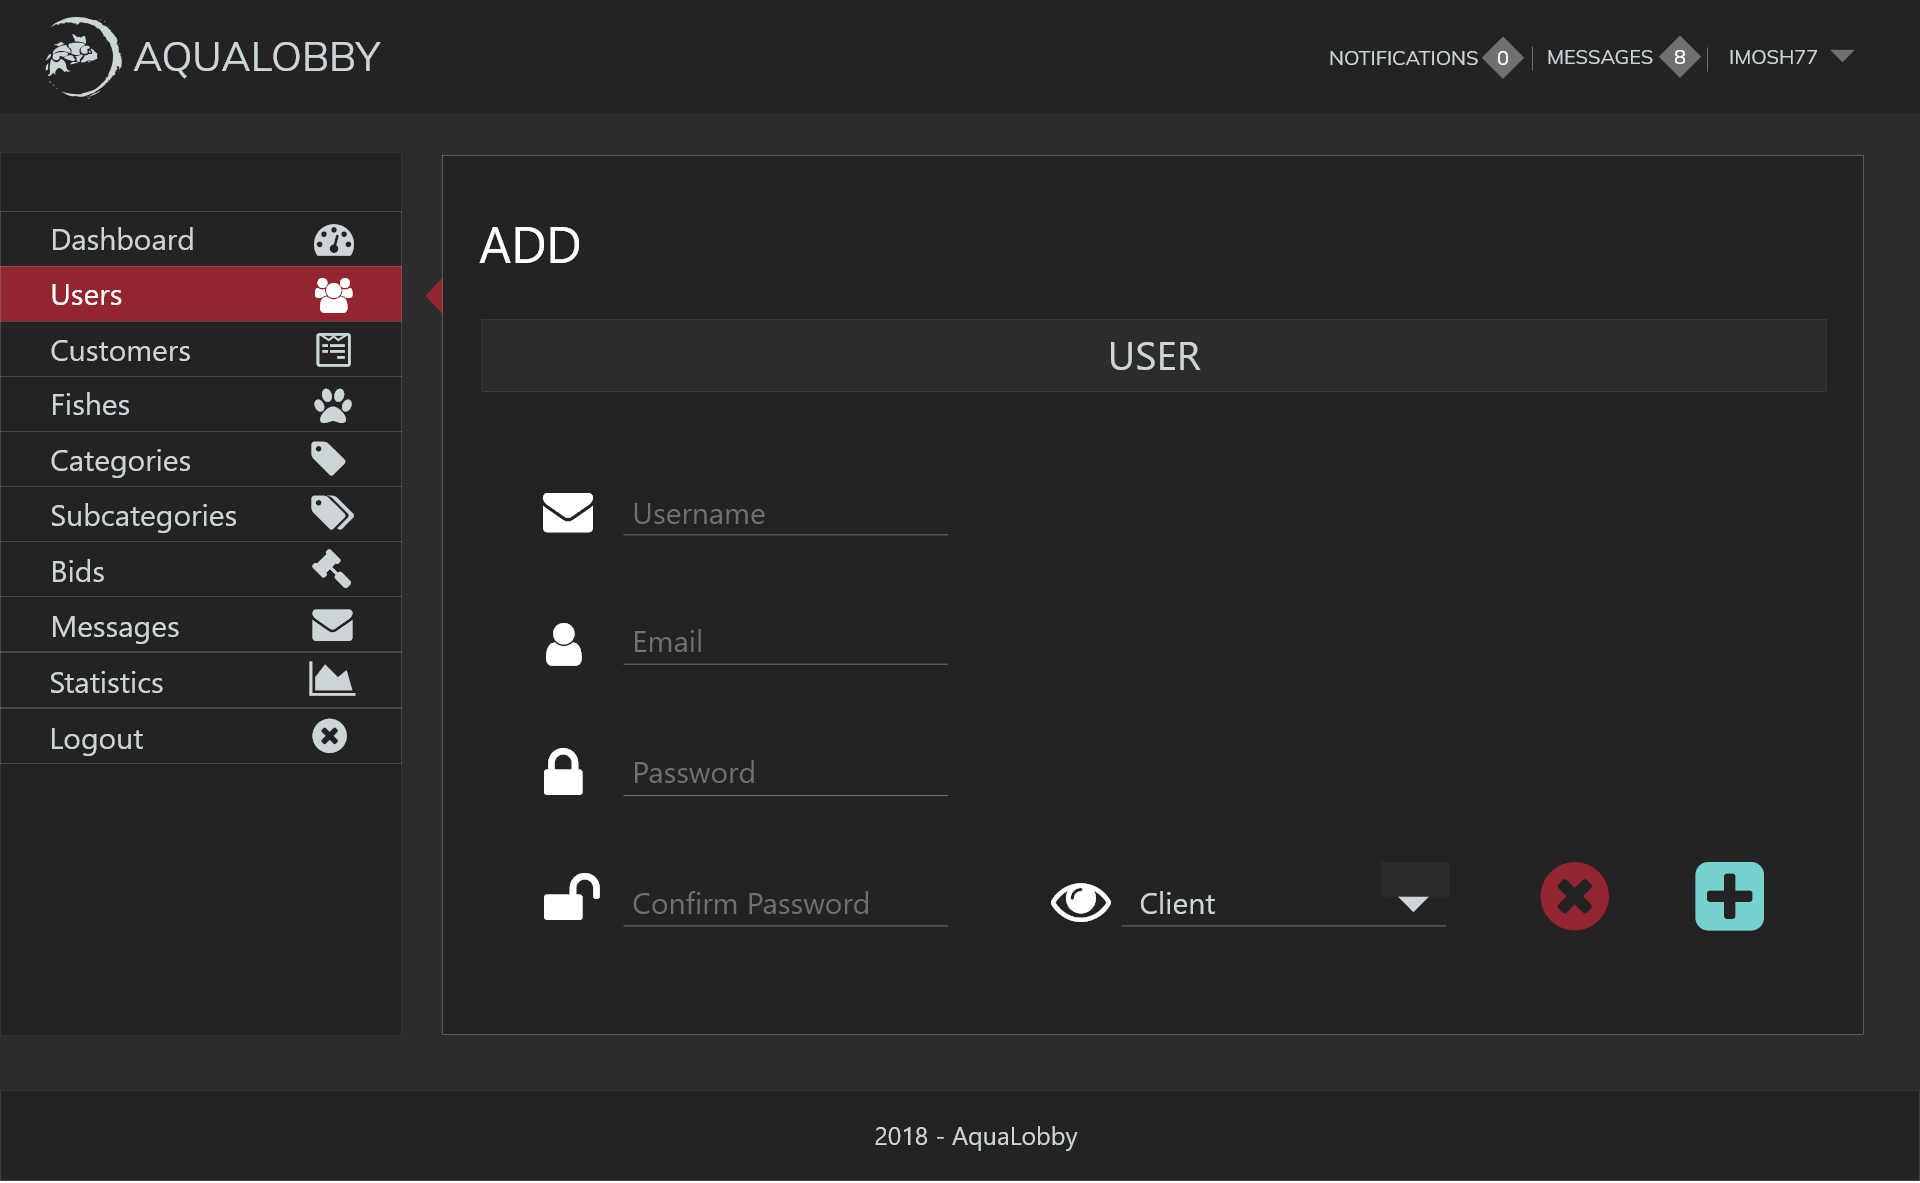 AQUALOBBY
NOTIFICATIONS 0
MESSAGES 8
IMOSH77
Dashboard
Users
Customers
Fishes
Categories
Subcategories
Bids
Messages
Statistics
Logout
ADD
USER
Username
Email
Password
Confirm Password
Client
2018 - AquaLobby